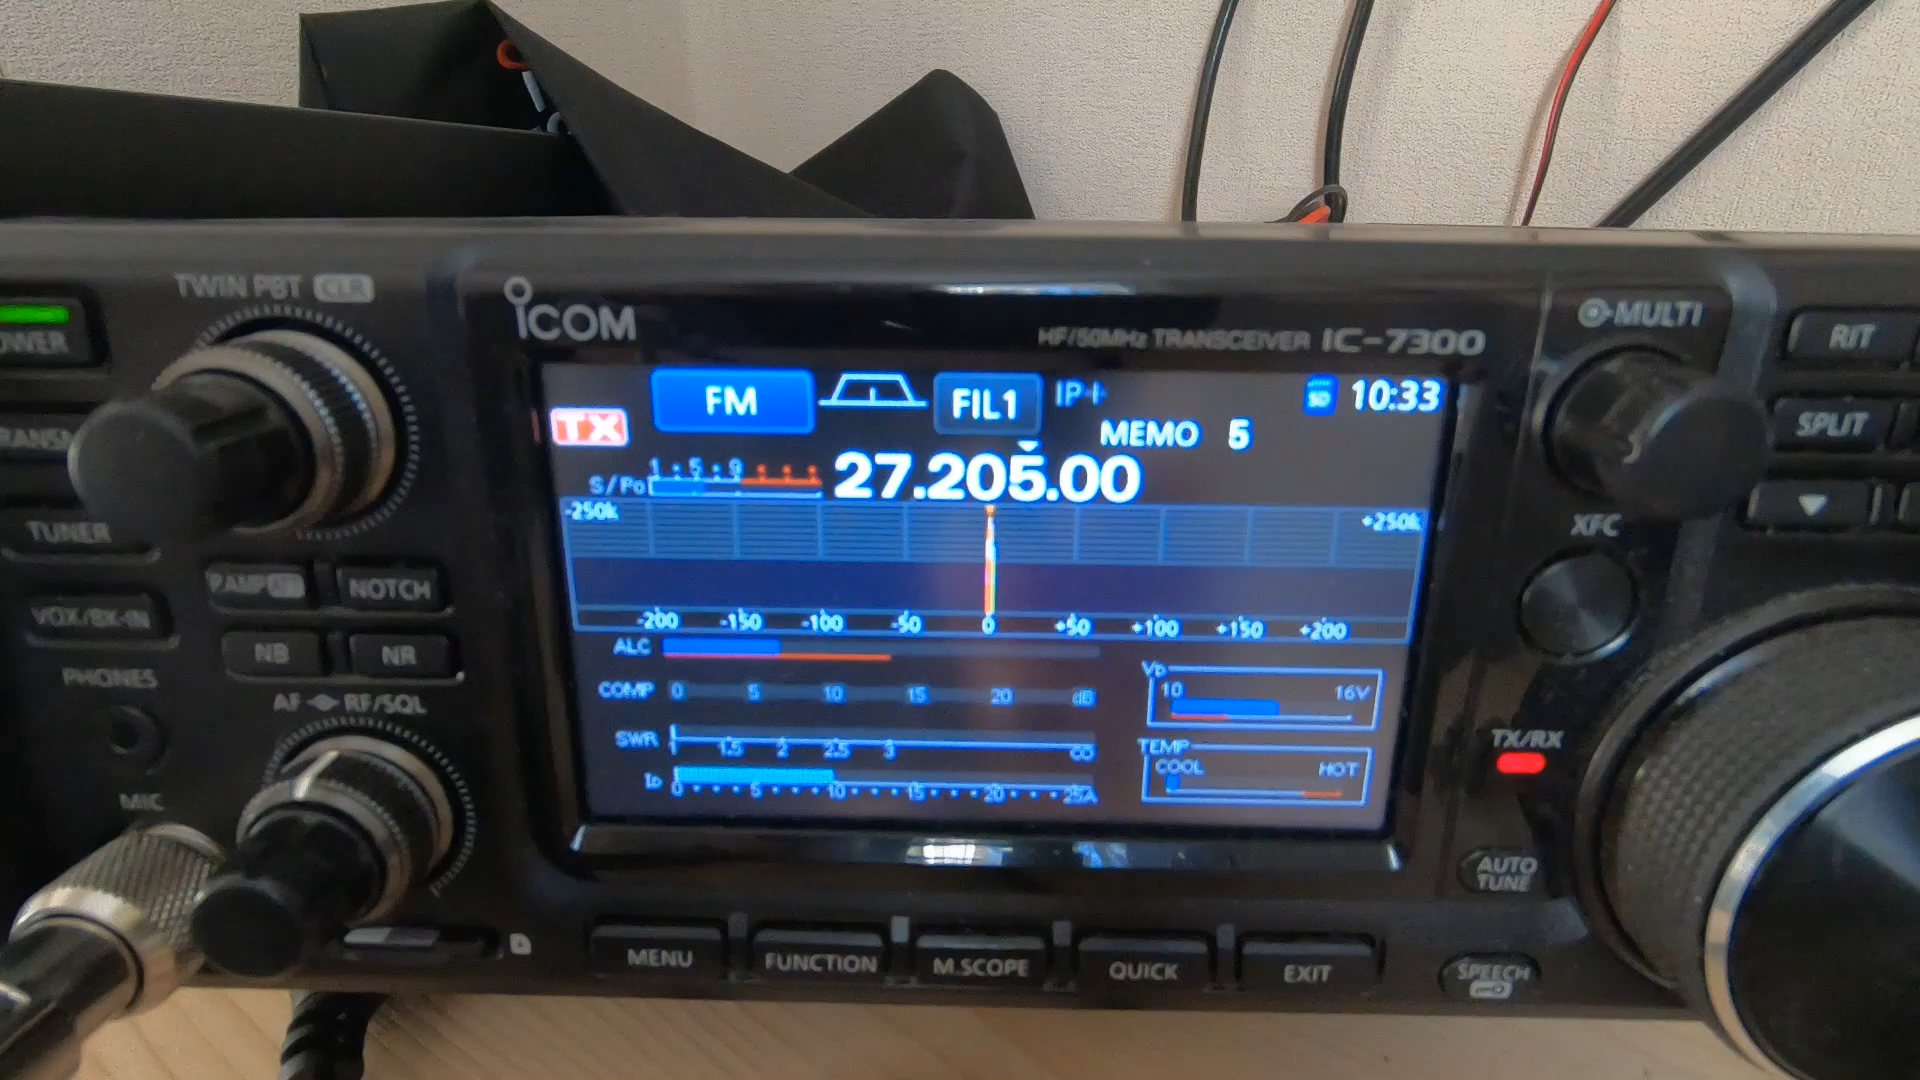 TWIN PBT CLR
ICOM
HF/50MHz TRANSCEIVER IC-7300
MULTI
RIT
FM
FIL1
IP+
10:33
TX
MEMO 5
SPLIT
S/Po 1 · 5 · 9
27.205.00
-250k
+250k
XFC
TUNER
P.AMP ATT
NOTCH
VOX/BK-IN
-200 -150 -100 -50 0 +50 +100 +150 +200
NB
NR
ALC
PHONES
AF RF/SQL
COMP 0 5 10 15 20 dB
VD
10 16V
SWR 1 1.5 2 2.5 3 ∞
TEMP
COOL HOT
TX/RX
ID 0 5 10 15 20 25A
MIC
AUTO
TUNE
MENU
FUNCTION
M.SCOPE
QUICK
EXIT
SPEECH